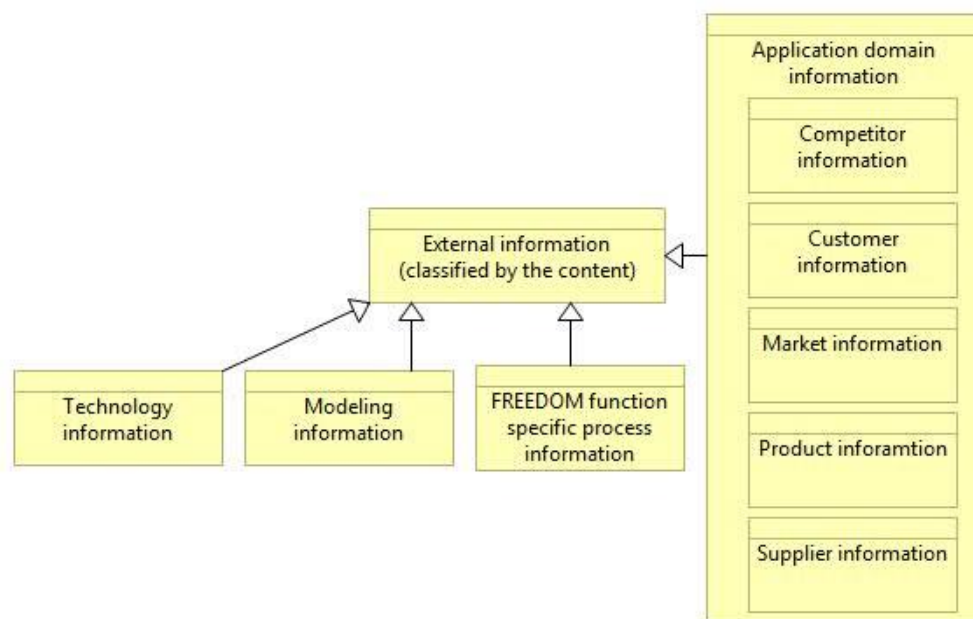 Application domain
information
Competitor
information
External information
(classified by the content)
Customer
information
Market information
Technology
information
Modeling
information
FREEDOM function
specific process
information
Product inforamtion
Supplier information